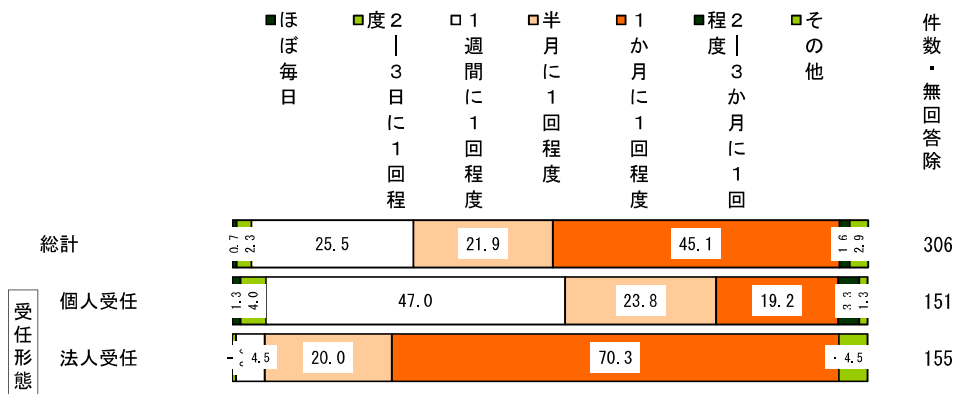 ほぼ毎日
2―3日に1回程度
1週間に1回程度
半月に1回程度
1か月に1回程度
2―3か月に1回程度
その他
件数・無回答除
総計
0.7
2.3
25.5
21.9
45.1
1.6
2.9
306
受任形態
個人受任
1.3
4.0
47.0
23.8
19.2
3.3
1.3
151
法人受任
-
4.5
20.0
70.3
-
4.5
155